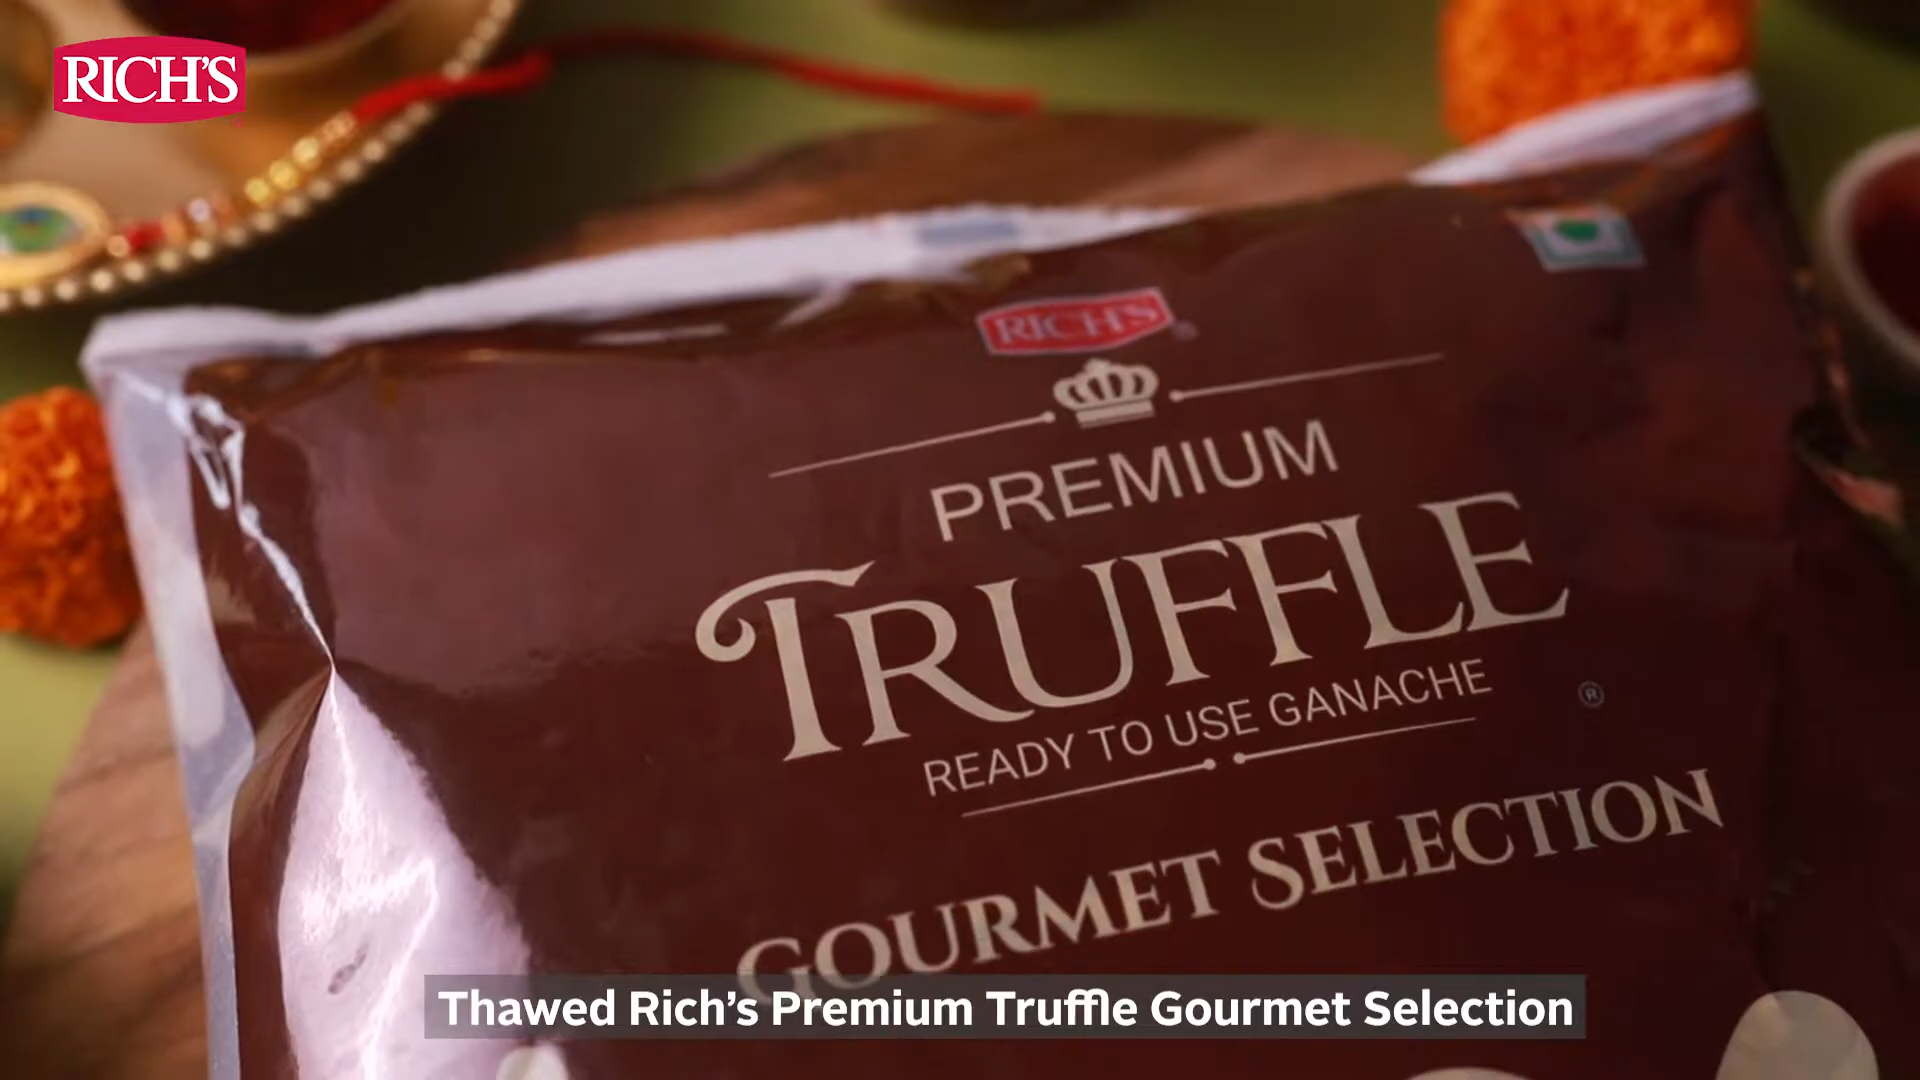 RICH'S
RICH'S
PREMIUM
TRUFFLE
READY TO USE GANACHE
®
GOURMET SELECTION
Thawed Rich’s Premium Truffle Gourmet Selection